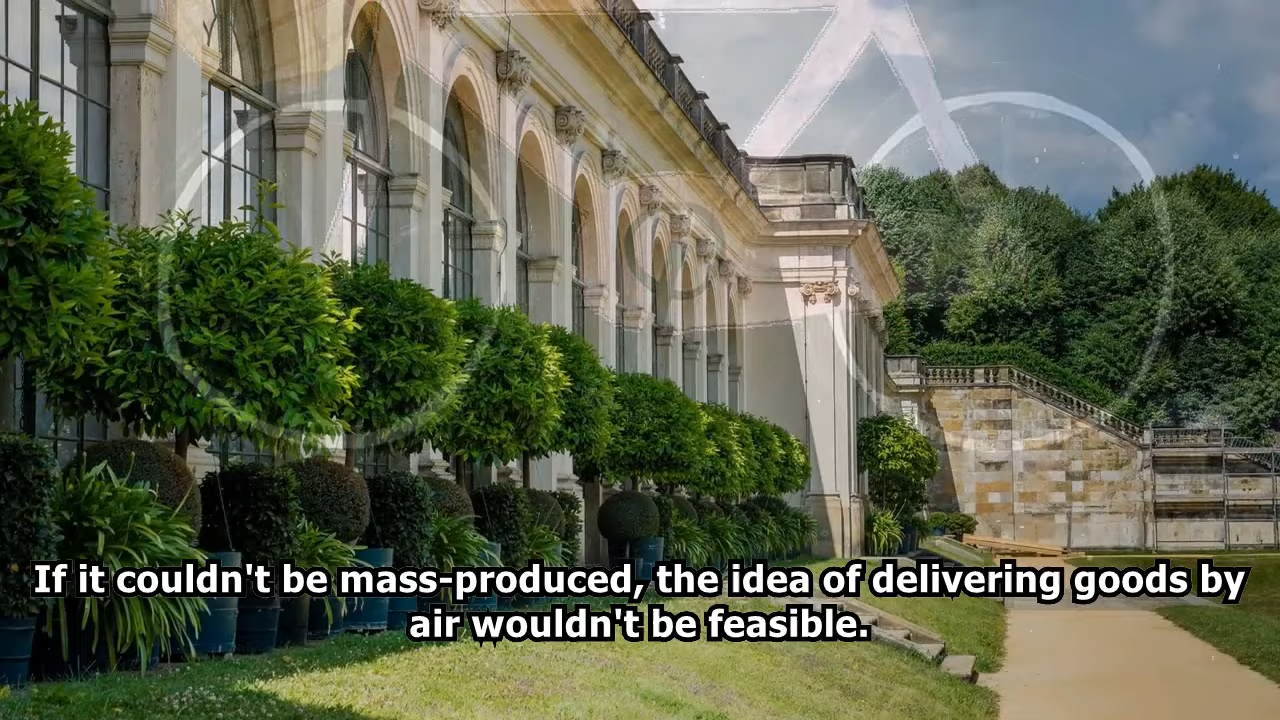 If it couldn't be mass-produced, the idea of delivering goods by
air wouldn't be feasible.